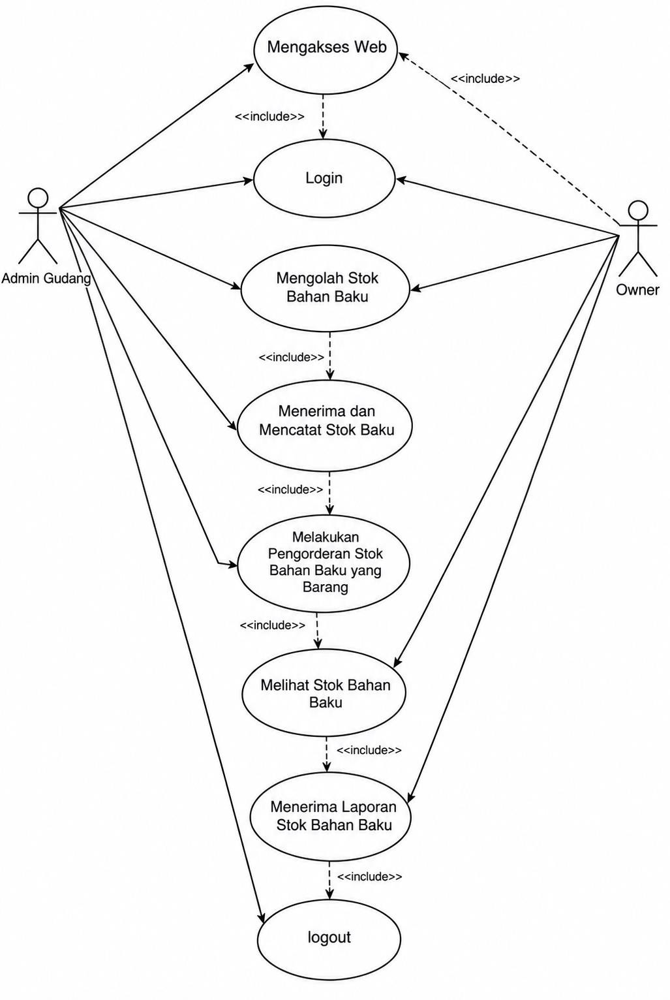 Mengakses Web
<<include>>
<<include>>
Login
Admin Gudang
Owner
Mengolah Stok
Bahan Baku
<<include>>
Menerima dan
Mencatat Stok Baku
<<include>>
Melakukan
Pengorderan Stok
Bahan Baku yang
Barang
<<include>>
Melihat Stok Bahan
Baku
<<include>>
Menerima Laporan
Stok Bahan Baku
<<include>>
logout